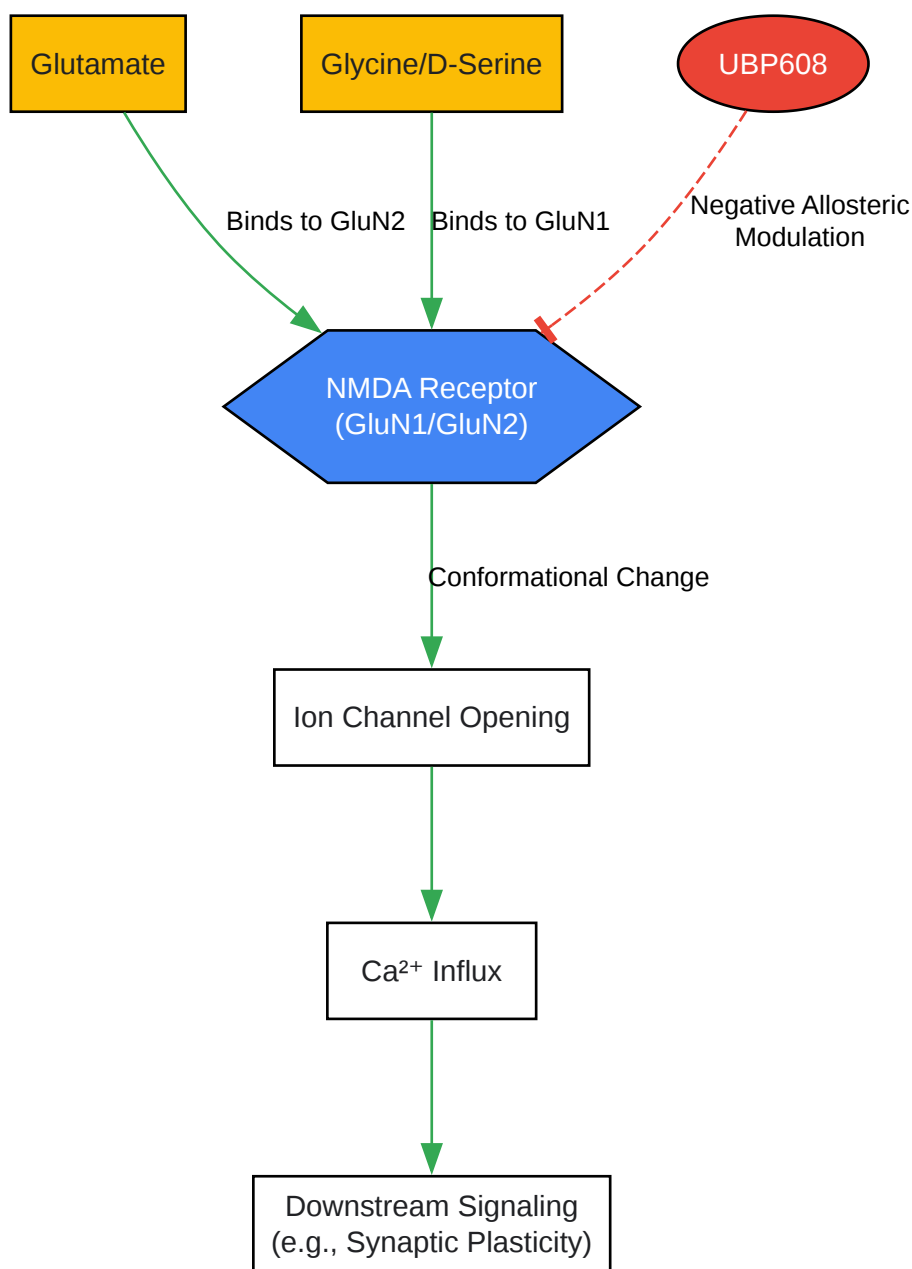 Glutamate
Glycine/D-Serine
UBP608
Binds to GluN2
Binds to GluN1
Negative Allosteric
Modulation
NMDA Receptor
(GluN1/GluN2)
Conformational Change
Ion Channel Opening
Ca²⁺ Influx
Downstream Signaling
(e.g., Synaptic Plasticity)